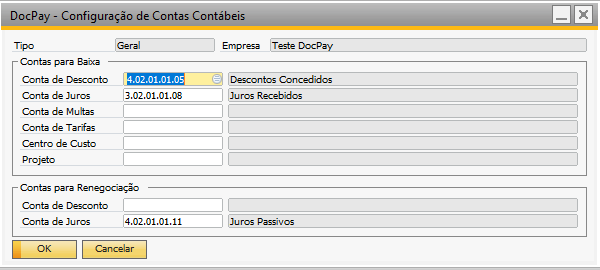 DocPay - Configuração de Contas Contábeis
Tipo Geral Empresa Teste DocPay
Contas para Baixa
Conta de Desconto 4.02.01.01.05 Descontos Concedidos
Conta de Juros 3.02.01.01.08 Juros Recebidos
Conta de Multas
Conta de Tarifas
Centro de Custo
Projeto
Contas para Renegociação
Conta de Desconto
Conta de Juros 4.02.01.01.11 Juros Passivos
OK Cancelar